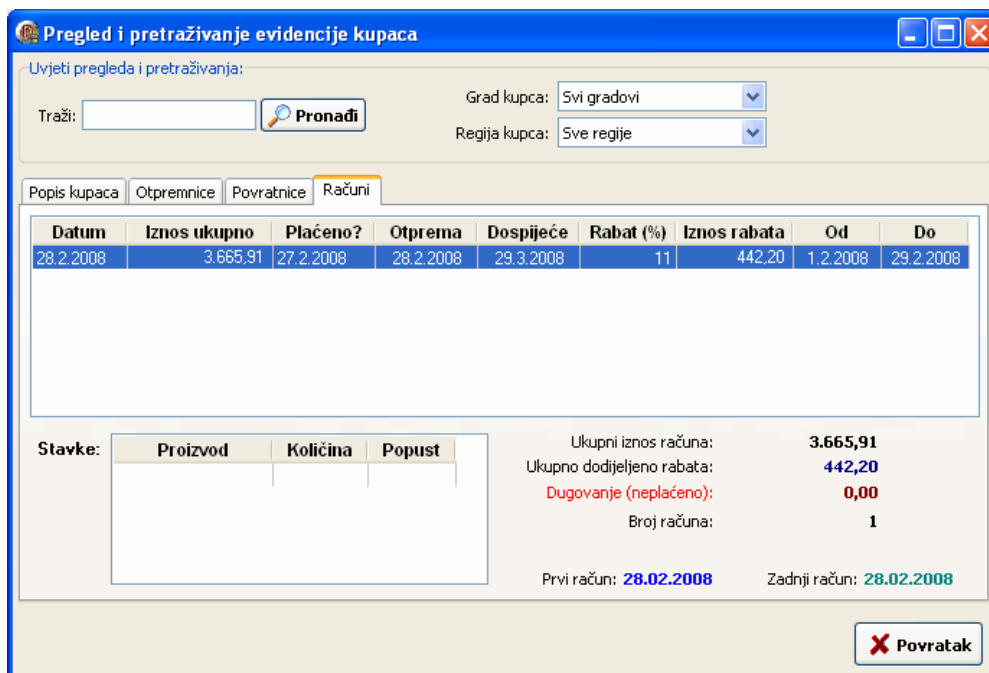 Pregled i pretraživanje evidencije kupaca
Uvjeti pregleda i pretraživanja:
Traži: Pronađi
Grad kupca: Svi gradovi
Regija kupca: Sve regije
Popis kupaca Otpremnice Povratnice Računi
Datum Iznos ukupno Plaćeno? Otprema Dospijeće Rabat (%) Iznos rabata Od Do
28.2.2008 3.665,91 27.2.2008 28.2.2008 29.3.2008 11 442,20 1.2.2008 29.2.2008
Stavke: Proizvod Količina Popust
Ukupni iznos računa: 3.665,91
Ukupno dodijeljeno rabata: 442,20
Dugovanje (neplaćeno): 0,00
Broj računa: 1
Prvi račun: 28.02.2008 Zadnji račun: 28.02.2008
Povratak